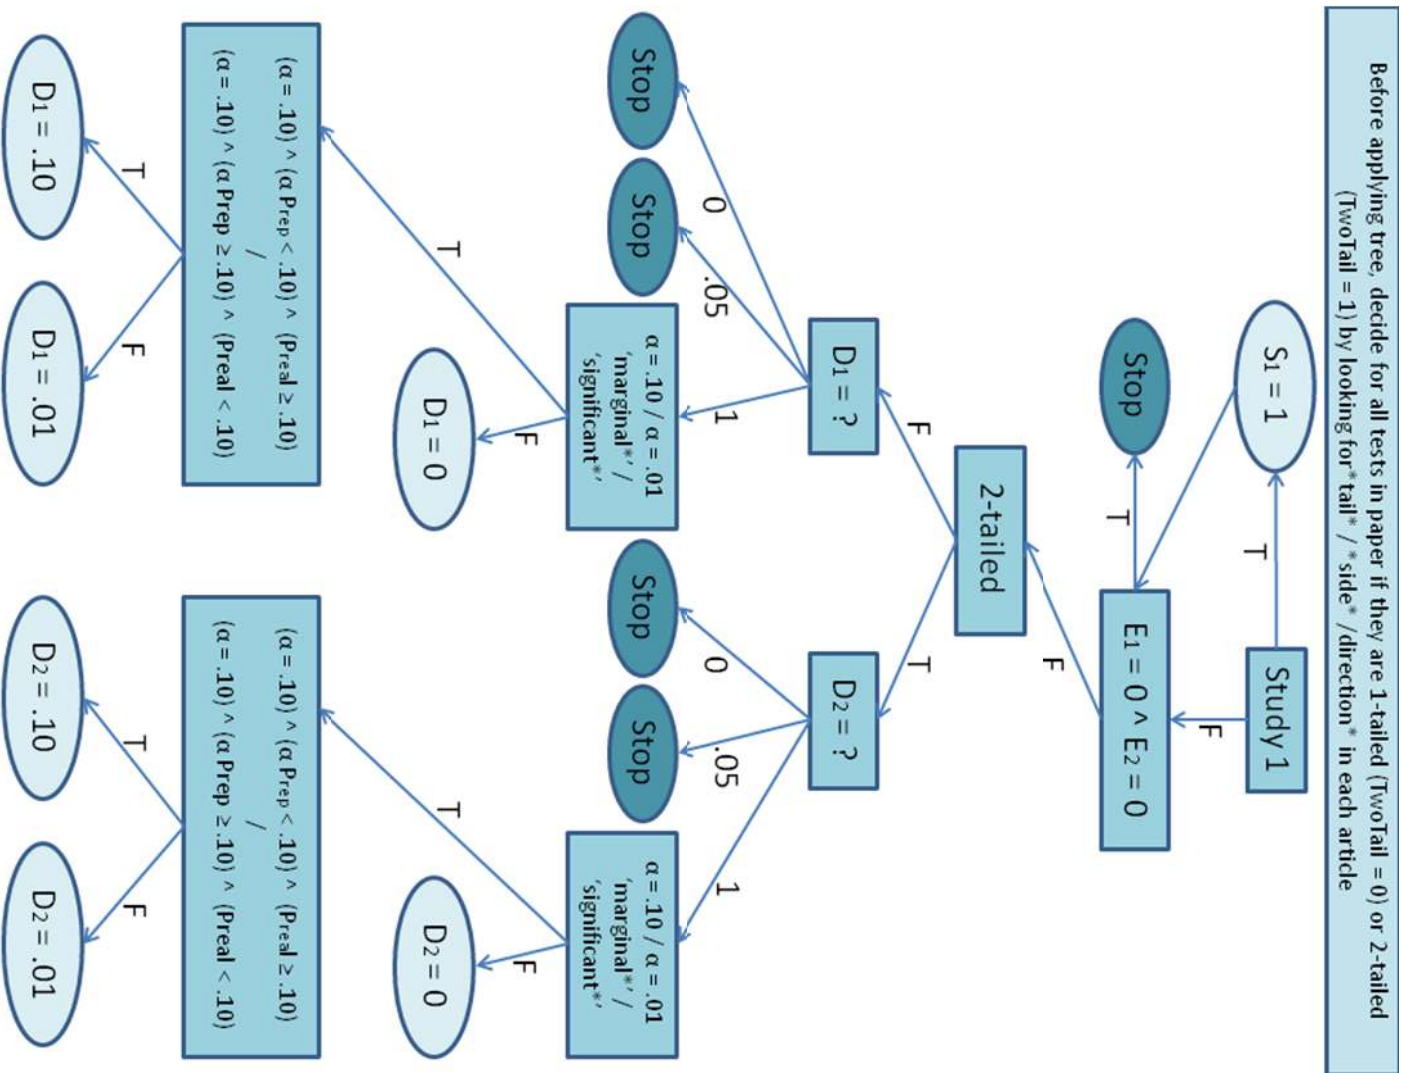 Before applying tree, decide for all tests in paper if they are 1-tailed (TwoTail = 0) or 2-tailed
(TwoTail = 1) by looking for*tail* / *side* /direction* in each article
S1 = 1
T
Study 1
F
Stop
T
E1 = 0 ^ E2 = 0
F
2-tailed
F
T
D1 = ?
D2 = ?
0
.05
1
0
.05
1
Stop
Stop
α = .10 / α = .01
‘marginal*’ /
‘significant*’
Stop
Stop
α = .10 / α = .01
‘marginal*’ /
‘significant*’
T
F
T
F
D1 = 0
D2 = 0
(α = .10) ^ (α Prep < .10) ^ (Preal ≥ .10)
/
(α = .10) ^ (α Prep ≥ .10) ^ (Preal < .10)
(α = .10) ^ (α Prep < .10) ^ (Preal ≥ .10)
/
(α = .10) ^ (α Prep ≥ .10) ^ (Preal < .10)
T
F
T
F
D1 = .10
D1 = .01
D2 = .10
D2 = .01